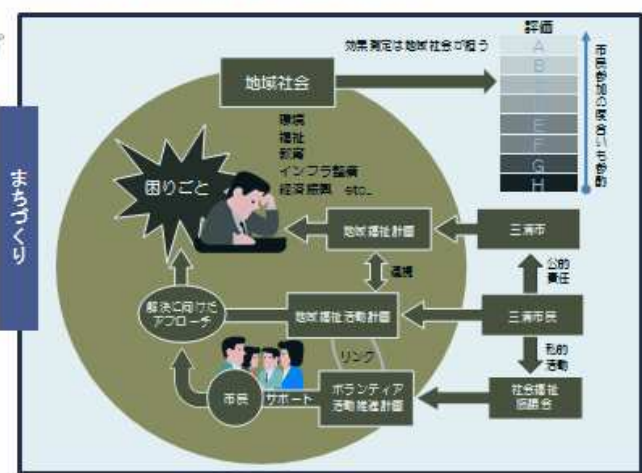 評価
効果測定は地域社会が担う
A
B
E
F
G
H
市民参加の度合いも参酌
地域社会
環境
福祉
教育
インフラ整備
経済振興 etc…
困りごと
まちづくり
地域福祉計画
三浦市
連携
公的
責任
解決に向けた
アプローチ
地域福祉活動計画
三浦市民
リンク
私的
活動
市民
サポート
ボランティア
活動推進計画
社会福祉
協議会